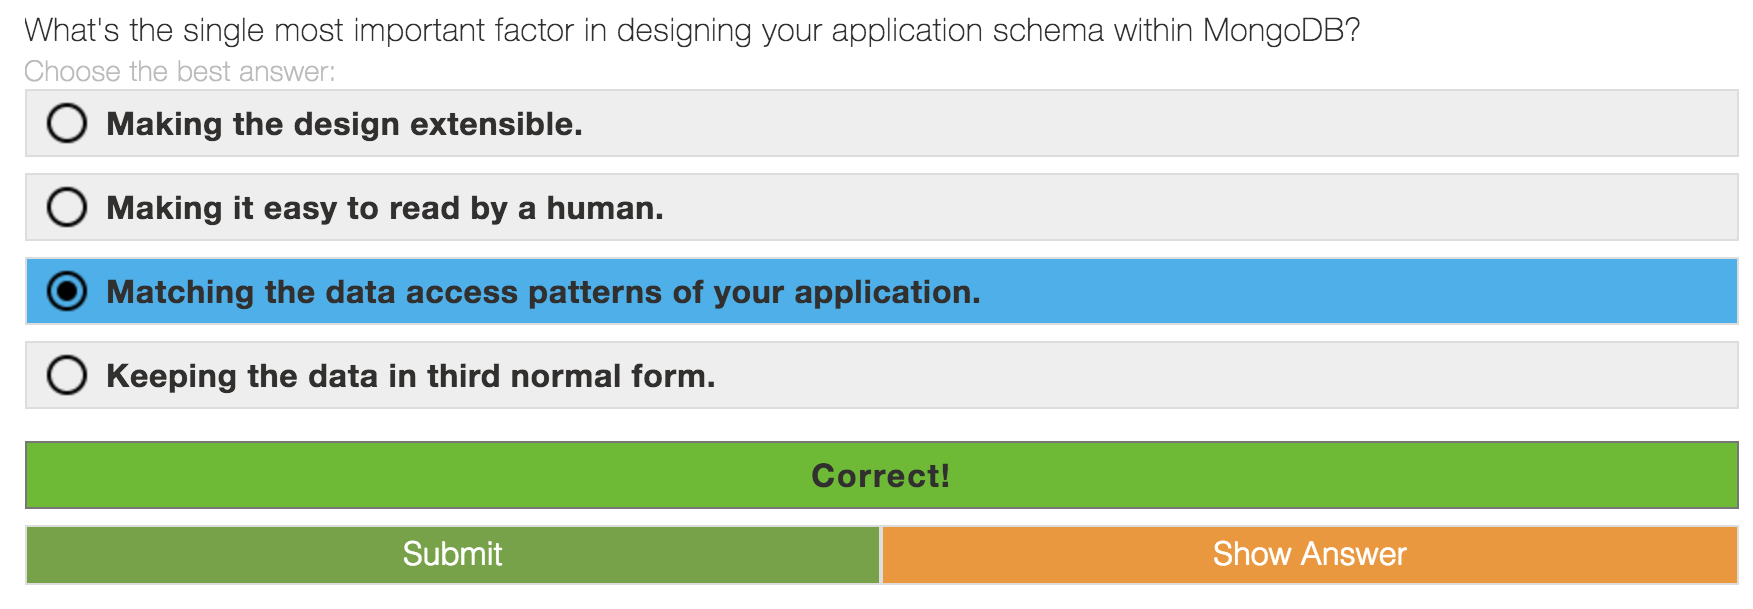 What's the single most important factor in designing your application schema within MongoDB?
Choose the best answer:
Making the design extensible.
Making it easy to read by a human.
Matching the data access patterns of your application.
Keeping the data in third normal form.
Correct!
Submit
Show Answer